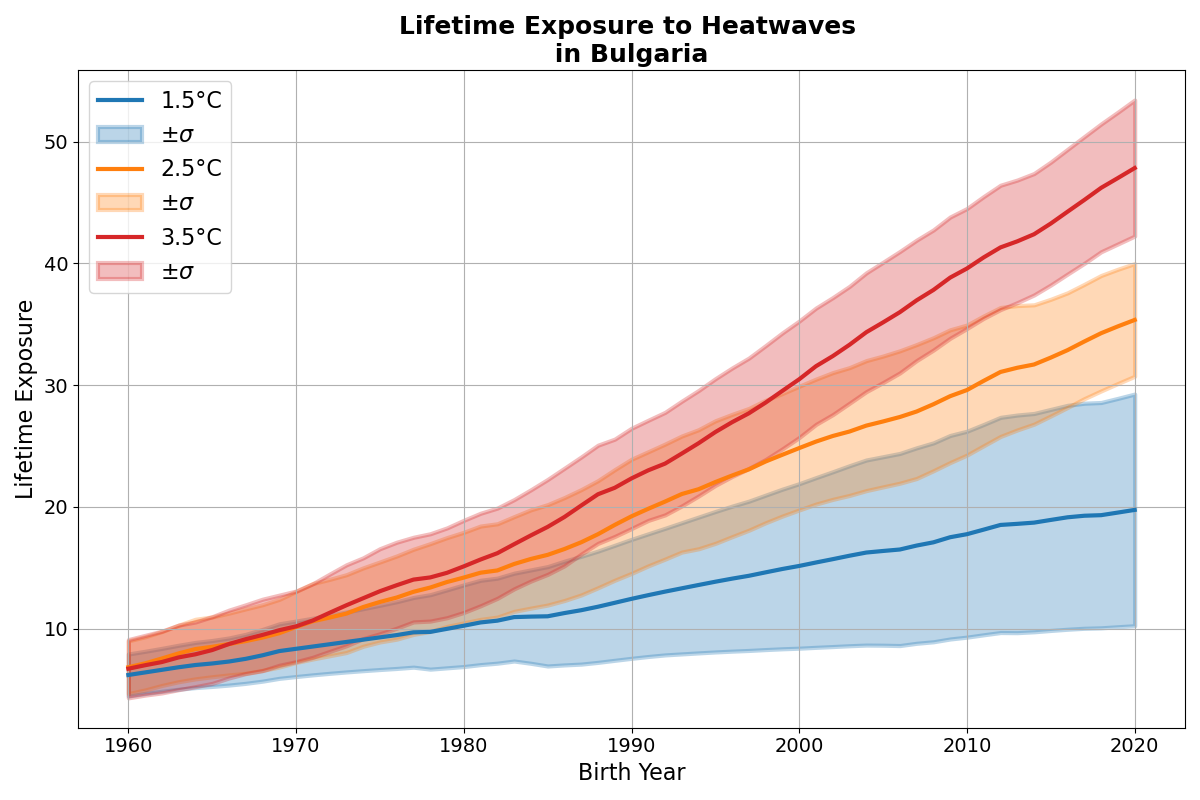 Lifetime Exposure to Heatwaves
in Bulgaria
1.5°C
±σ
2.5°C
±σ
3.5°C
±σ
Lifetime Exposure
50
40
30
20
10
1960 1970 1980 1990 2000 2010 2020
Birth Year